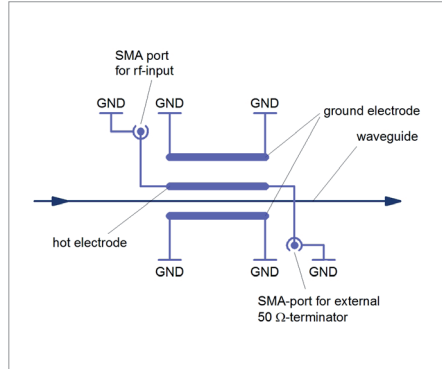 SMA port
for rf-input
GND
GND
GND
ground electrode
waveguide
hot electrode
GND
GND
GND
SMA-port for external
50 Ω-terminator